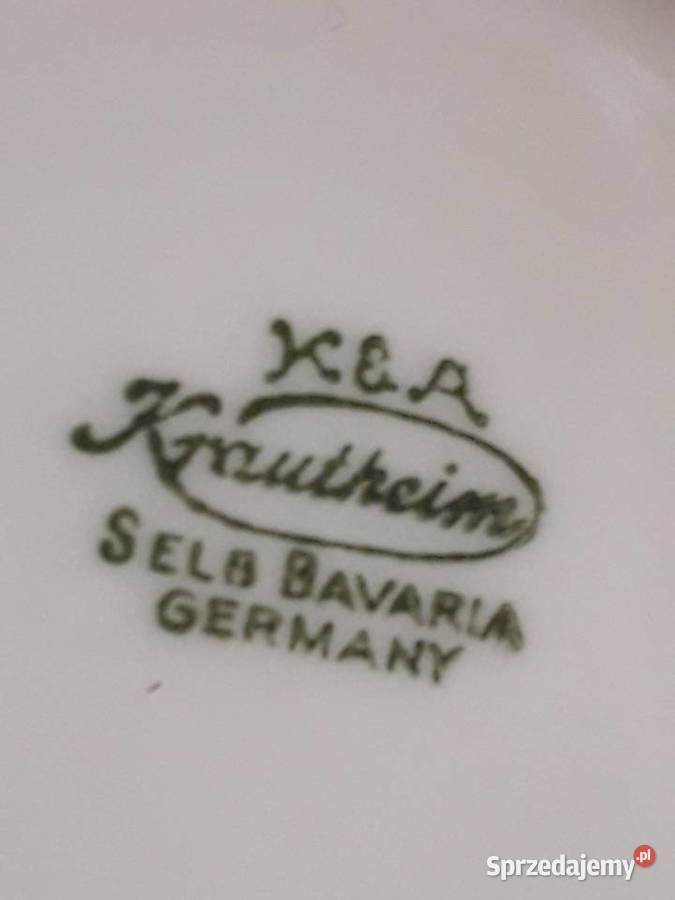 K&A
Krautheim
SELB BAVARIA
GERMANY
Sprzedajemy.pl